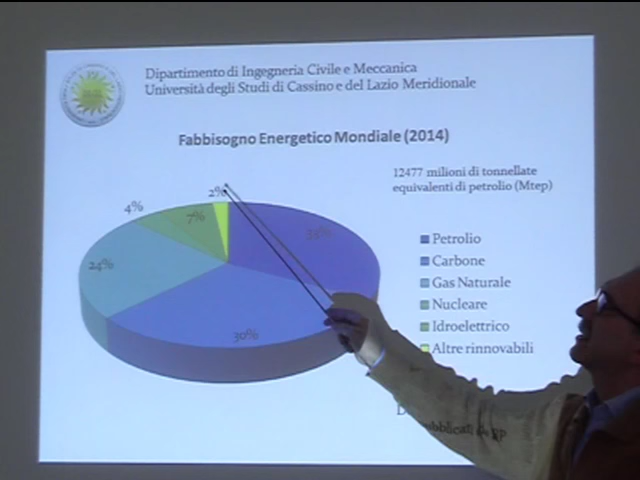 Dipartimento di Ingegneria Civile e Meccanica
Università degli Studi di Cassino e del Lazio Meridionale
Fabbisogno Energetico Mondiale (2014)
12477 milioni di tonnellate
equivalenti di petrolio (Mtep)
2%
4%
7%
33%
24%
30%
Petrolio
Carbone
Gas Naturale
Nucleare
Idroelettrico
Altre rinnovabili
BP